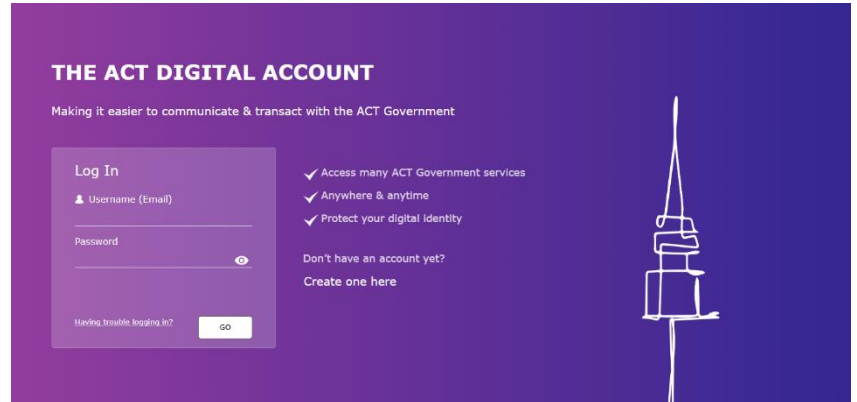 THE ACT DIGITAL ACCOUNT
Making it easier to communicate & transact with the ACT Government
Log In
Username (Email)
Password
Having trouble logging in?
GO
Access many ACT Government services
Anywhere & anytime
Protect your digital identity
Don't have an account yet?
Create one here